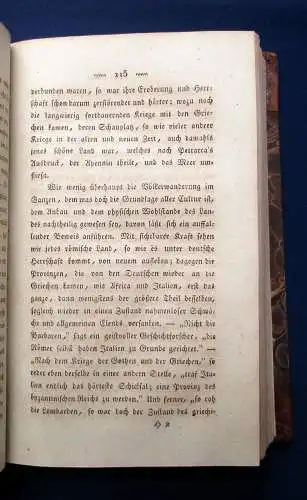 — 115 —
verbunden waren, so war ihre Eroberung und Herr-
schaft schon darum zerstörender und härter; wozu noch
die langwierig fortdauernden Kriege mit den Grie-
chen kamen, deren Schauplatz, so wie vieler andern
Kriege in der alten und neuen Zeit, auch damahls
jenes schöne Land war, welches nach Petrarca's
Ausdruck, der Apennin theilt, und das Meer um-
Wie wenig überhaupt die Völkerwanderung im
Ganzen, dem was doch die Grundlage aller Cultur ist,
dem Anbau und dem physischen Wohlstande des Lan-
des nachtheilig gewesen sey, davon läßt sich ein auffal-
lender Beweis anführen. Mit schneller Kraft sehen
wir jedes römische Land, so wie es unter deutsche
Herrschaft kommt, von neuem aufleben; dagegen die
Provinzen, die von den Deutschen wieder an die
Griechen kamen, wie Afrika und Italien, erst das
ganze, dann wenigstens der größere Theil desselben,
gleich wieder in einen Zustand nahmenloser Schwä-
che und allgemeinen Elends versunken. — „Nicht die
Barbaren," sagt ein geistvoller Geschichtforscher, „die
Römer selbst haben Italien zu Grunde gerichtet." —
„Nach dem Kriege der Gothen und der Griechen," so
redet eben derselbe in einer andern Stelle, „traf Ita-
lien endlich das härteste Schicksal; eine Provinz des
byzantinischen Reichs zu werden." Und ferner, „so roh
die Lombarden, so war doch der Zustand des griechi-
H 2